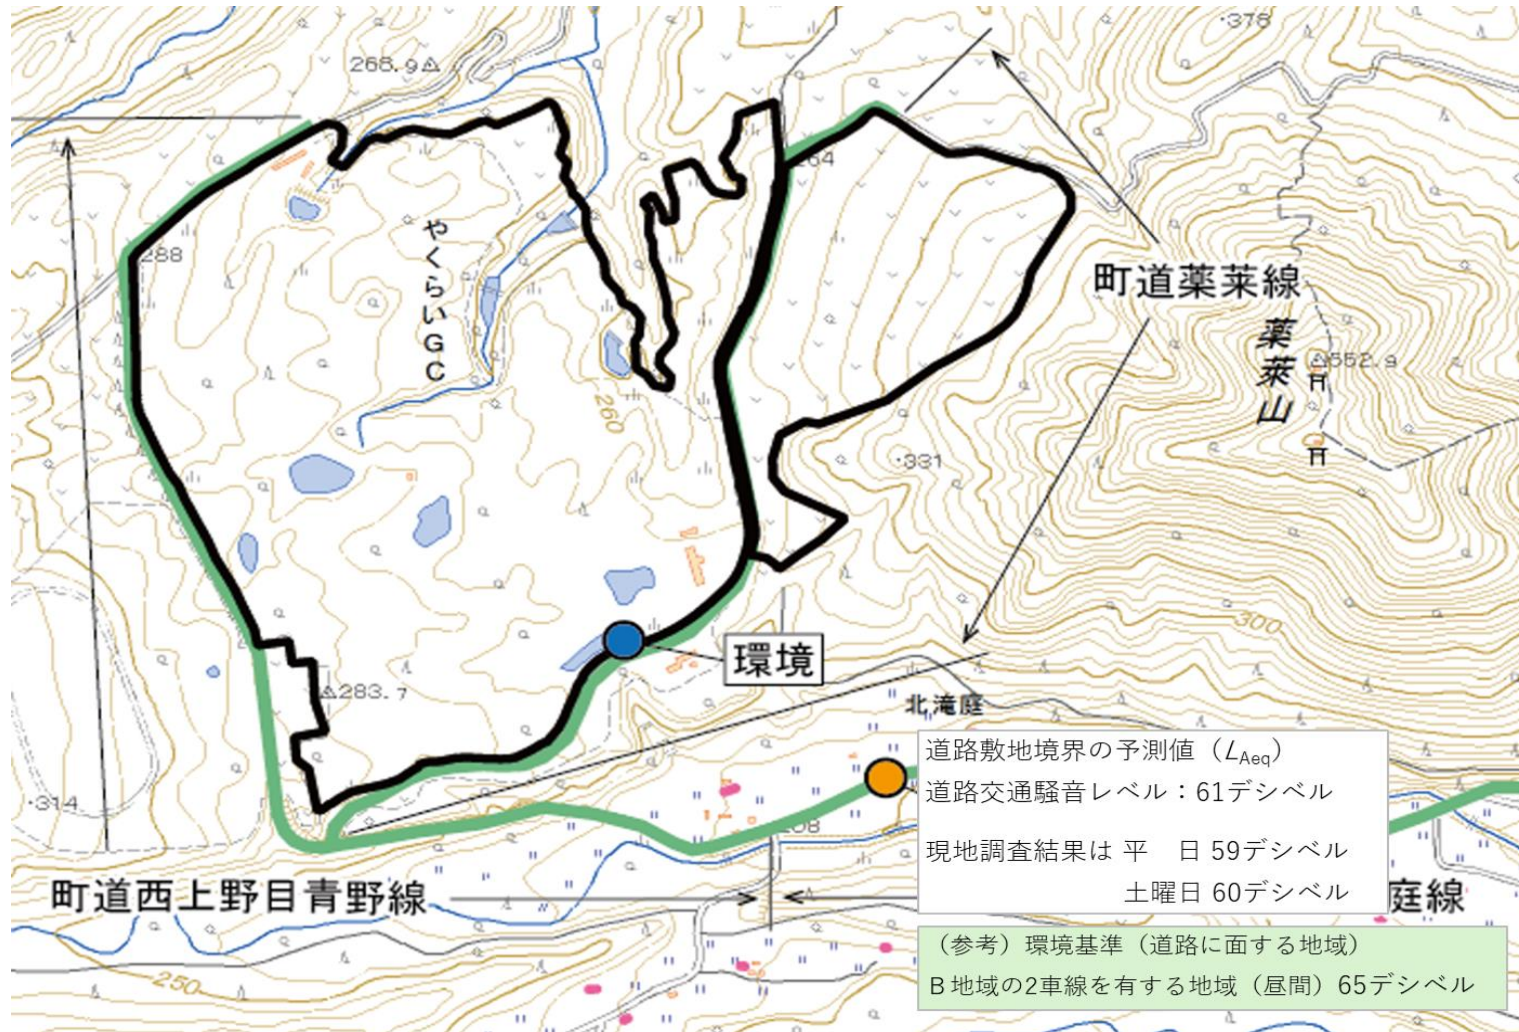 ・376
268.9
264
288
やくらいGC
町道薬莱線
薬莱山
552.9
260
・331
300
環境
283.7
北滝庭
・314
道路敷地境界の予測値（LAeq）
道路交通騒音レベル：61デシベル
現地調査結果は 平　日 59デシベル
土曜日 60デシベル
町道西上野目青野線
庭線
（参考）環境基準（道路に面する地域）
B地域の2車線を有する地域（昼間）65デシベル
250